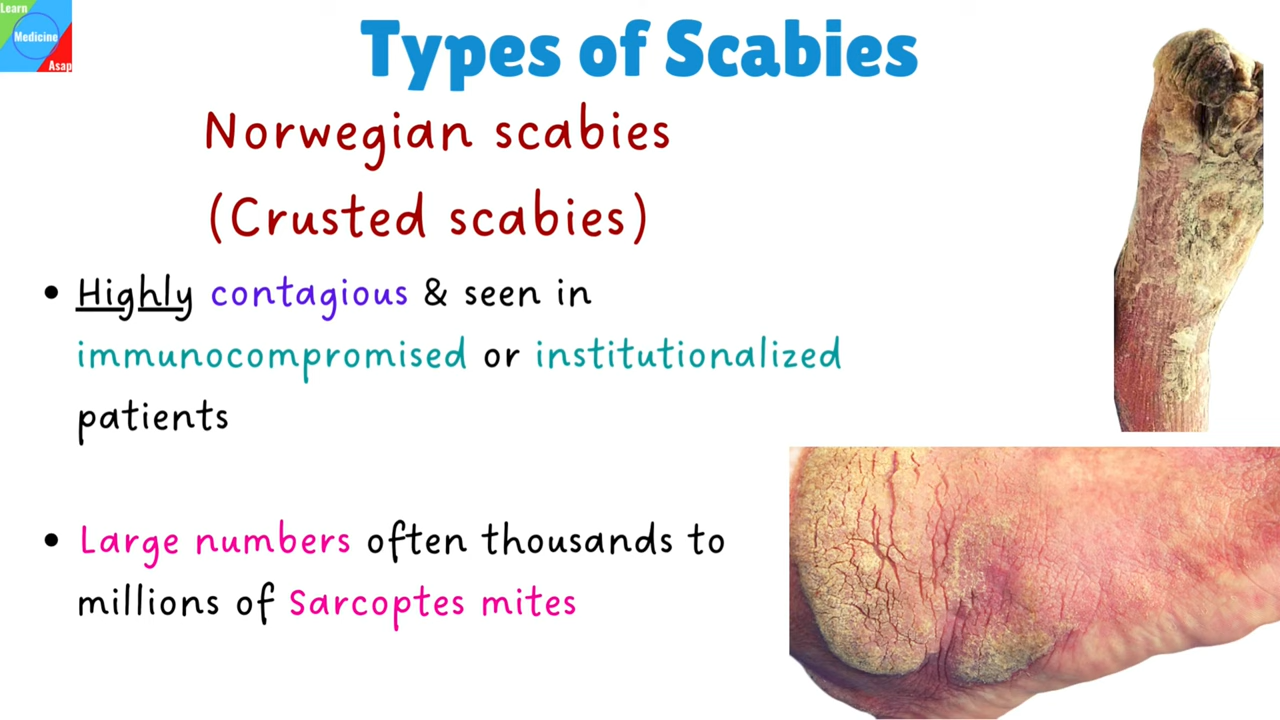 Learn
Medicine
Asap
Types of Scabies
Norwegian scabies
(Crusted scabies)
• Highly contagious & seen in
immunocompromised or institutionalized
patients
• Large numbers often thousands to
millions of Sarcoptes mites